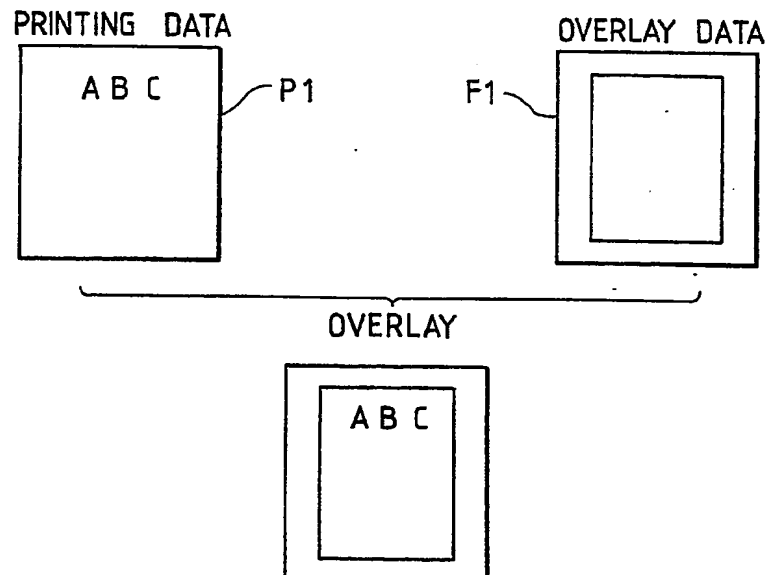 PRINTING DATA
A B C
P1
OVERLAY DATA
F1
OVERLAY
A B C